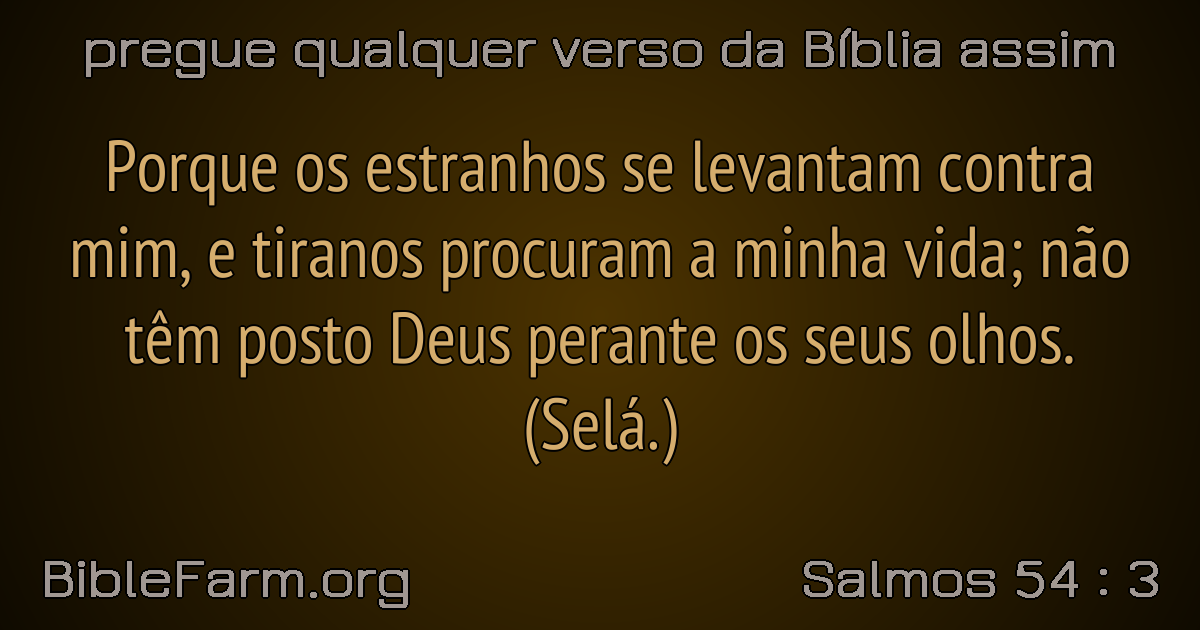 pregue qualquer verso da Bíblia assim
Porque os estranhos se levantam contra
mim, e tiranos procuram a minha vida; não
têm posto Deus perante os seus olhos.
(Selá.)
BibleFarm.org
Salmos 54 : 3